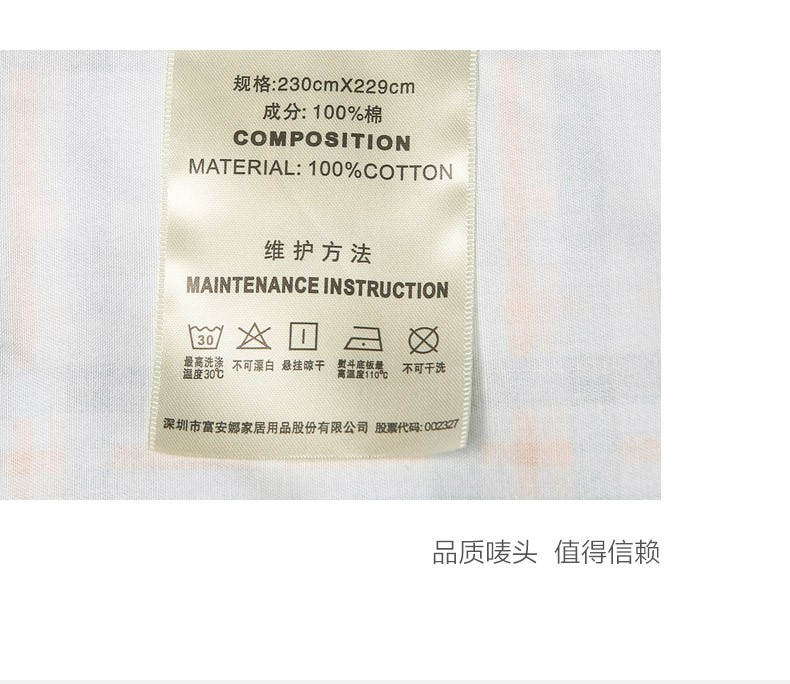 规格:230cmX229cm
成分: 100%棉
COMPOSITION
MATERIAL: 100%COTTON
维护方法
MAINTENANCE INSTRUCTION
30
最高洗涤
温度30℃
不可漂白
悬挂晾干
熨斗底板最
高温度110℃
不可干洗
深圳市富安娜家居用品股份有限公司 股票代码: 002327
品质唛头 值得信赖